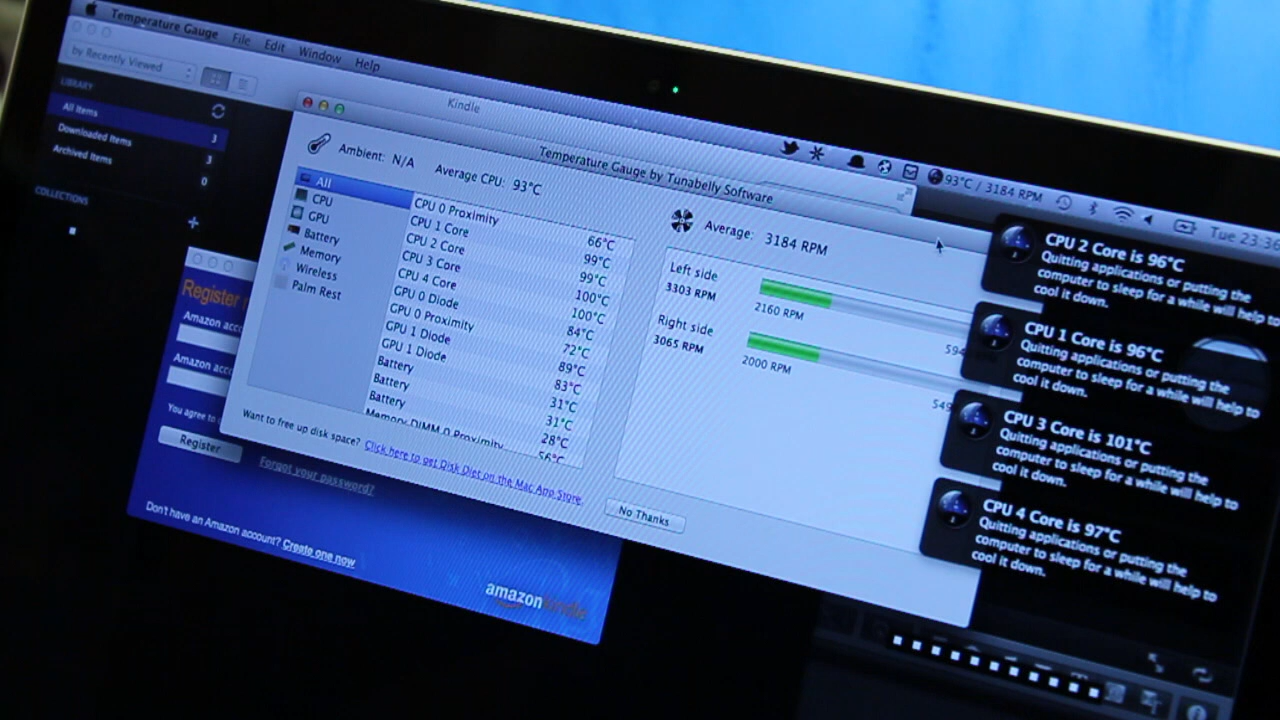 Temperature Gauge File Edit Window Help
93°C / 3184 RPM
Tue 23:36
by Recently Viewed
Kindle
LIBRARY
All Items 3
Downloaded Items 3
Archived Items 0
COLLECTIONS
Temperature Gauge by Tunabelly Software
Ambient: N/A
Average CPU: 93°C
Average: 3184 RPM
All
CPU
GPU
Battery
Memory
Wireless
Palm Rest
CPU 0 Proximity 66°C
CPU 1 Core 99°C
CPU 2 Core 99°C
CPU 3 Core 100°C
CPU 4 Core 100°C
GPU 0 Diode 84°C
GPU 0 Proximity 72°C
GPU 1 Diode 89°C
GPU 1 Diode 83°C
Battery 31°C
Battery 31°C
Battery 28°C
Memory DIMM 0 Proximity 56°C
Left side
3303 RPM
2160 RPM
594
Right side
3065 RPM
2000 RPM
549
Want to free up disk space? Click here to get Disk Diet on the Mac App Store.
No Thanks
CPU 2 Core is 96°C
Quitting applications or putting the
computer to sleep for a while will help to
cool it down.
CPU 1 Core is 96°C
Quitting applications or putting the
computer to sleep for a while will help to
cool it down.
CPU 3 Core is 101°C
Quitting applications or putting the
computer to sleep for a while will help to
cool it down.
CPU 4 Core is 97°C
Quitting applications or putting the
computer to sleep for a while will help to
cool it down.
Register
Amazon acc
Amazon acc
You agree to
Register
Forgot your password?
Don't have an Amazon account? Create one now
amazonkindle